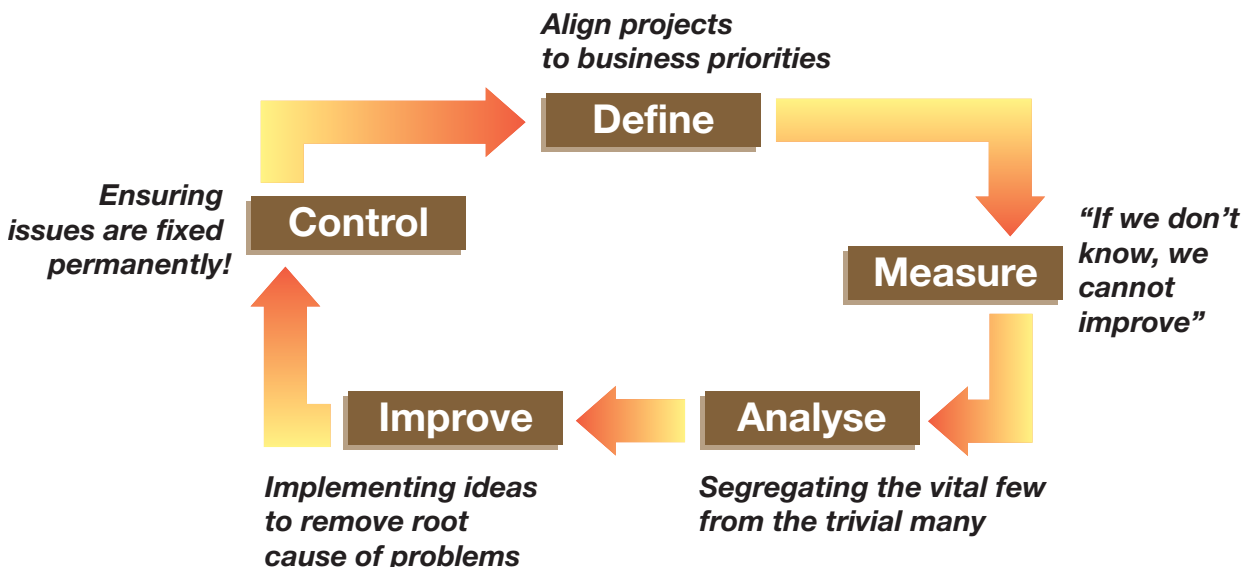 Align projects
to business priorities
Define
Measure
“If we don’t
know, we
cannot
improve”
Analyse
Segregating the vital few
from the trivial many
Improve
Implementing ideas
to remove root
cause of problems
Control
Ensuring
issues are fixed
permanently!